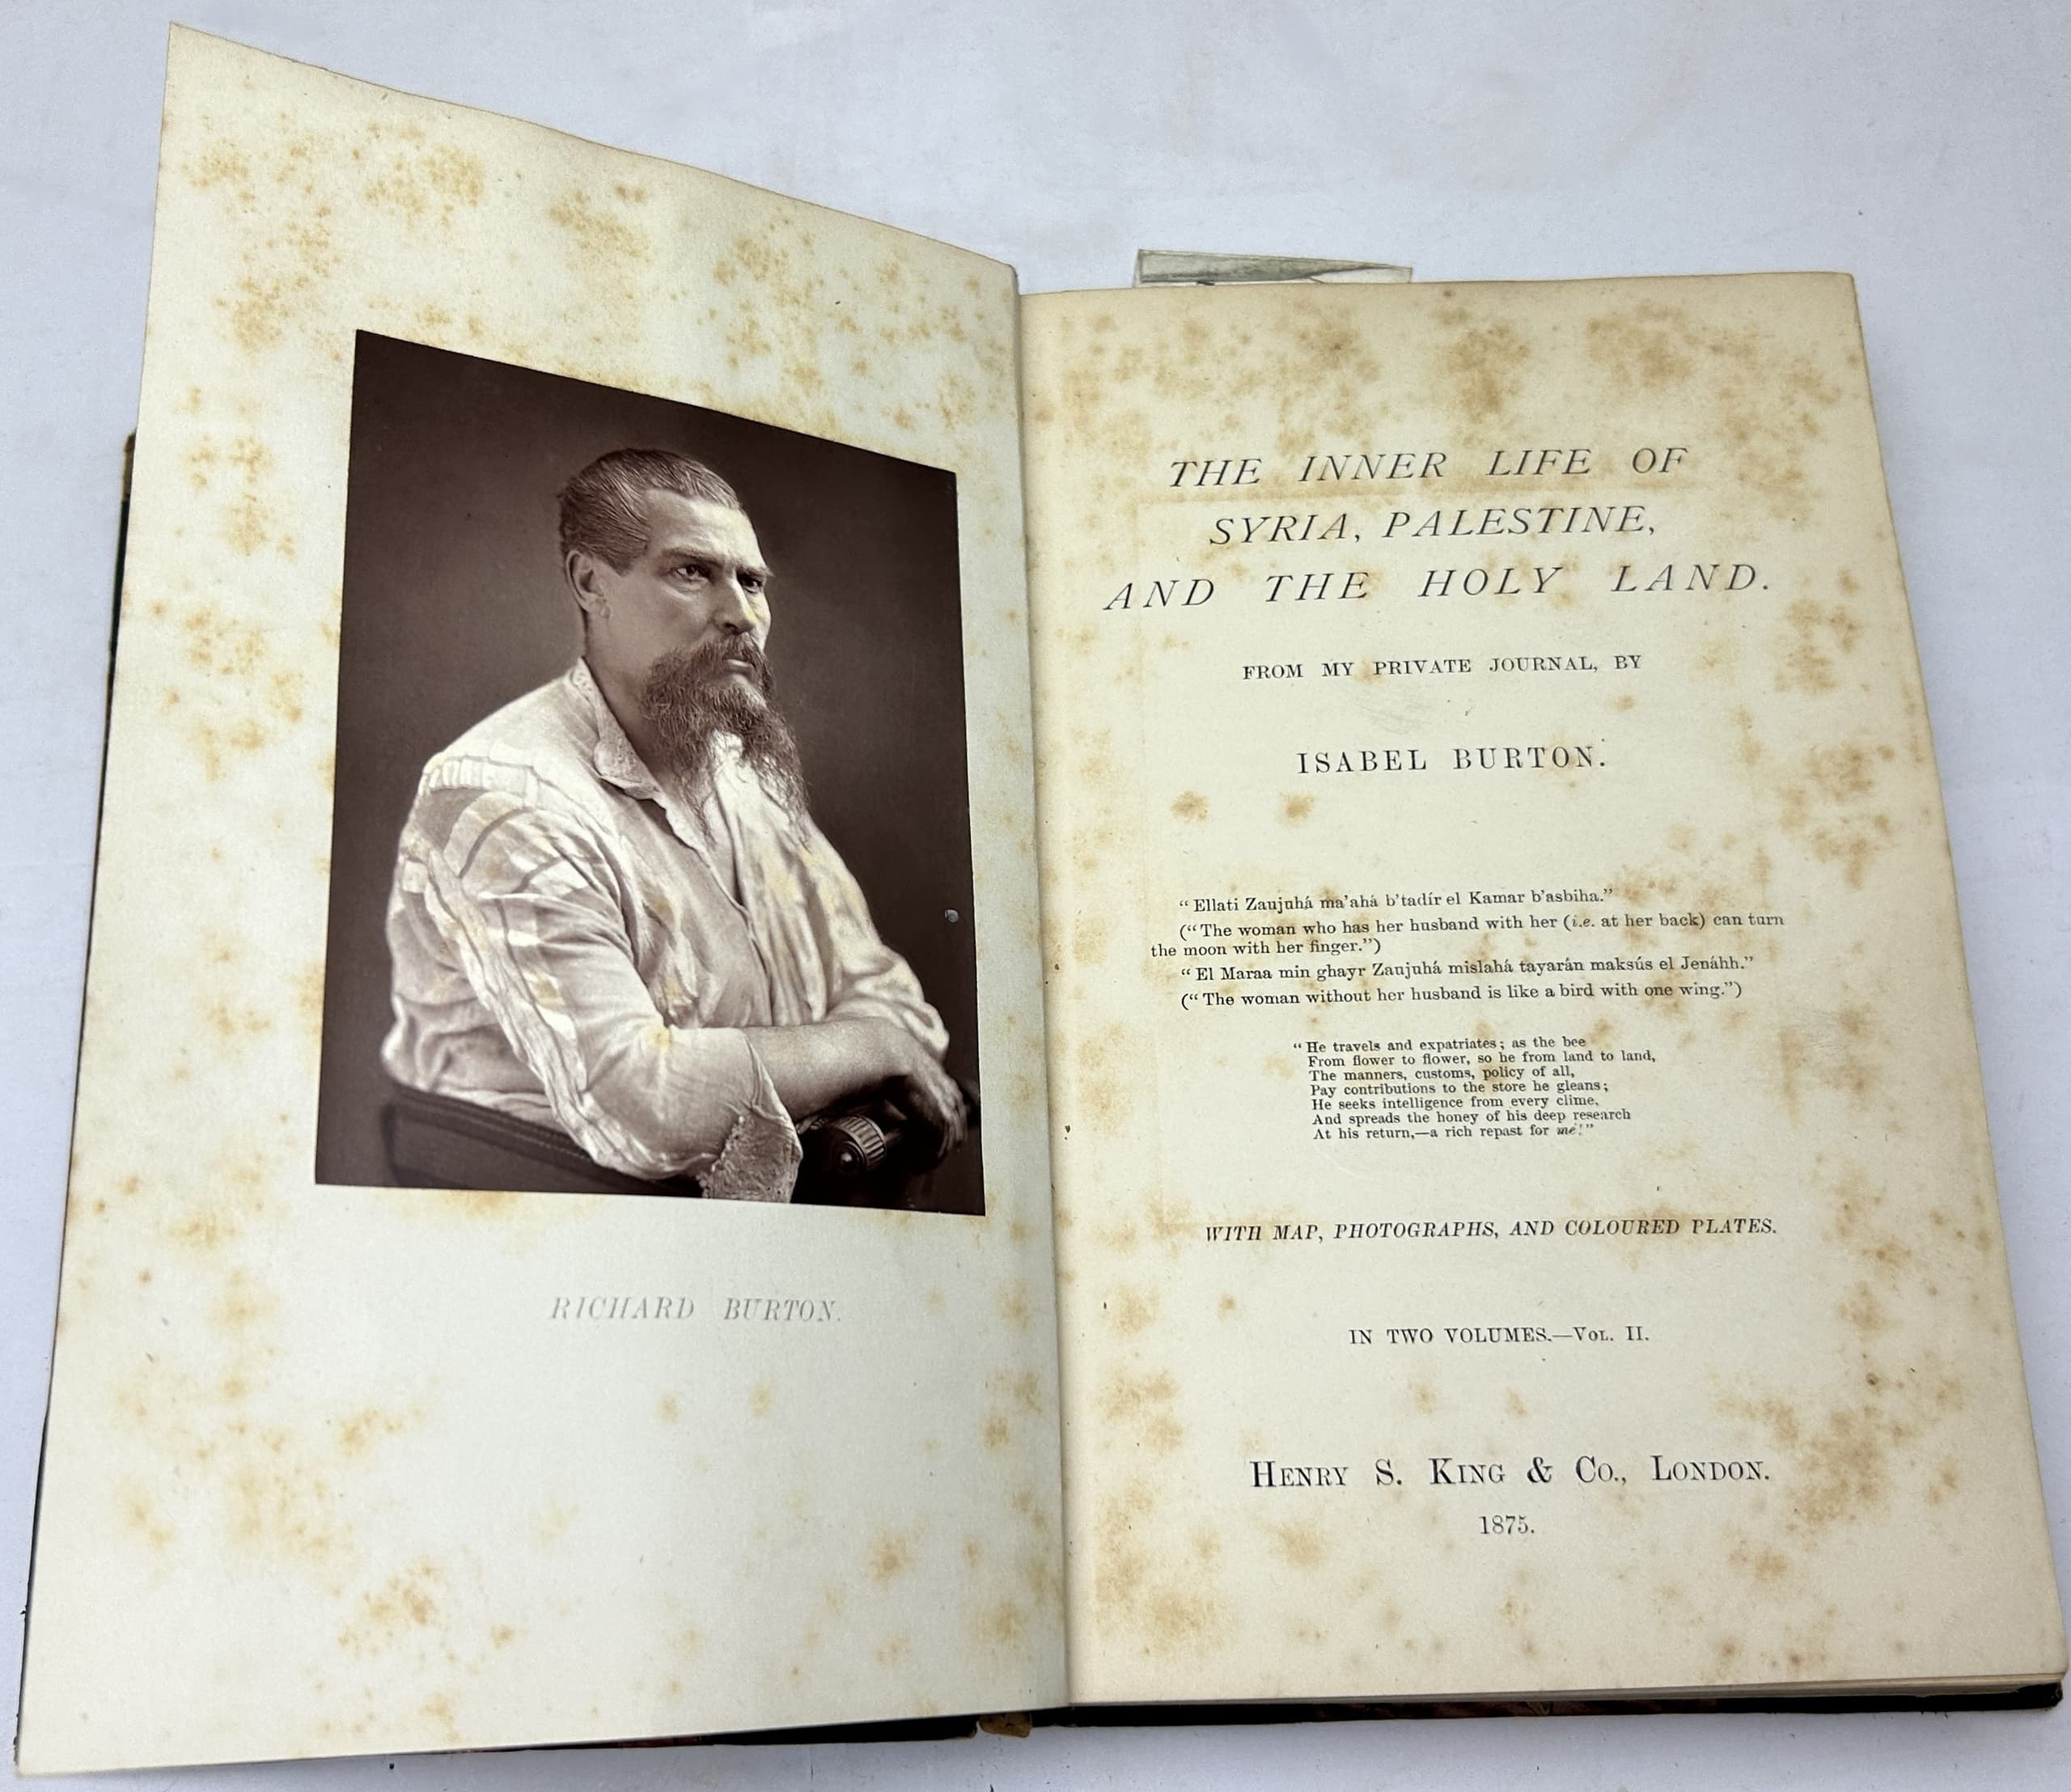 RICHARD BURTON.
THE INNER LIFE OF
SYRIA, PALESTINE,
AND THE HOLY LAND.
FROM MY PRIVATE JOURNAL, BY
ISABEL BURTON.
“Ellati Zaujuhá ma’ahá b’tadír el Kamar b’asbiha.”
(“The woman who has her husband with her (i.e. at her back) can turn
the moon with her finger.”)
“El Maraa min ghayr Zaujuhá mislahá tayarán maksús el Jenáhh.”
(“The woman without her husband is like a bird with one wing.”)
“He travels and expatriates; as the bee
From flower to flower, so he from land to land,
The manners, customs, policy of all,
Pay contributions to the store he gleans;
He seeks intelligence from every clime,
And spreads the honey of his deep research
At his return,—a rich repast for me!”
WITH MAP, PHOTOGRAPHS, AND COLOURED PLATES.
IN TWO VOLUMES.—VOL. II.
HENRY S. KING & CO., LONDON.
1875.